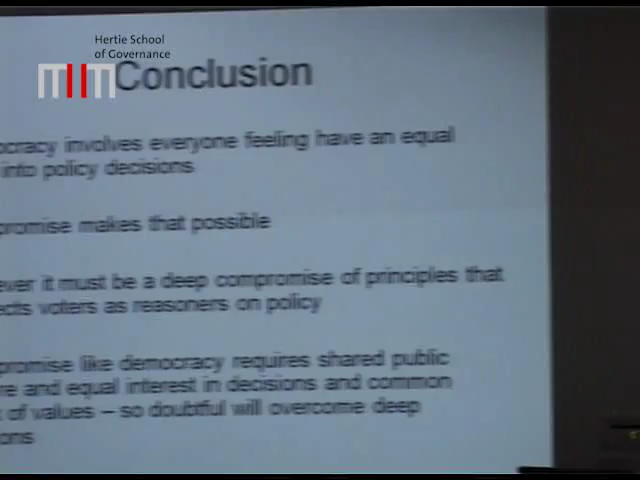 Hertie School
of Governance
Conclusion
ocracy involves everyone feeling have an equal
into policy decisions
promise makes that possible
ever it must be a deep compromise of principles that
ects voters as reasoners on policy
promise like democracy requires shared public
re and equal interest in decisions and common
of values – so doubtful will overcome deep
ons